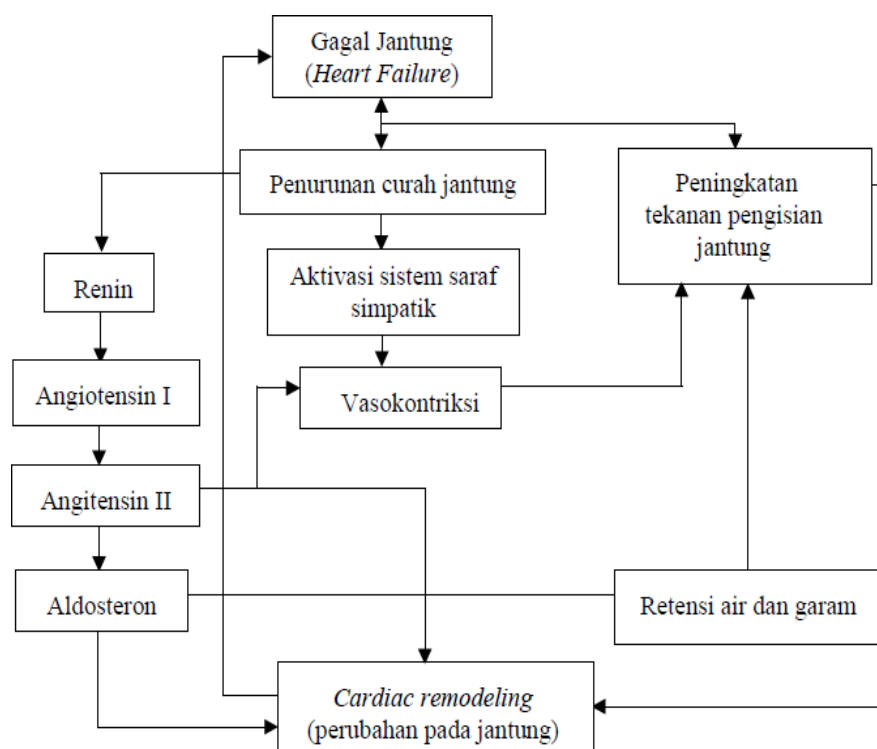 Gagal Jantung
(Heart Failure)
Penurunan curah jantung
Peningkatan
tekanan pengisian
jantung
Renin
Aktivasi sistem saraf
simpatik
Angiotensin I
Vasokontriksi
Angitensin II
Aldosteron
Retensi air dan garam
Cardiac remodeling
(perubahan pada jantung)